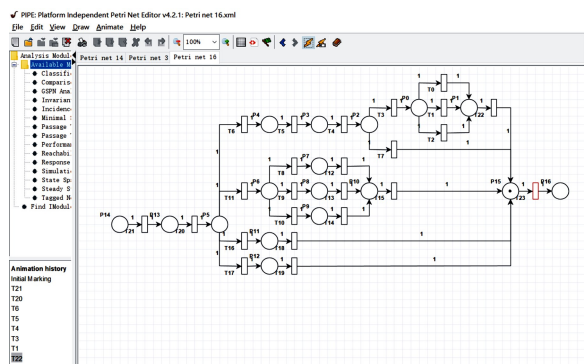 PIPE: Platform Independent Petri Net Editor v4.2.1: Petri net 16.xml
File Edit View Draw Animate Help
100%
Analysis Modul
Available M
Classifi
Comparis
GSPN Ana
Invarian
Incidenc
Minimal
Passage
Passage
Performa
Reachabi
Response
Simulati
State Sp
Steady S
Tagged N
Find IModul
Petri net 14 Petri net 3 Petri net 16
T0
1 1
P4 P3 P2 T3 P0 T1 P1 T22
T6 T5 T4
T2
T7
P7
T8 T12
P6 P8 P10 P15 P16
T11 T9 T13 T15 T23
P9
T10 T14
P14 P13 P5
T21 T20
P11
T16 T18
P12
T17 T19
Animation history
Initial Marking
T21
T20
T6
T5
T4
T3
T1
T22